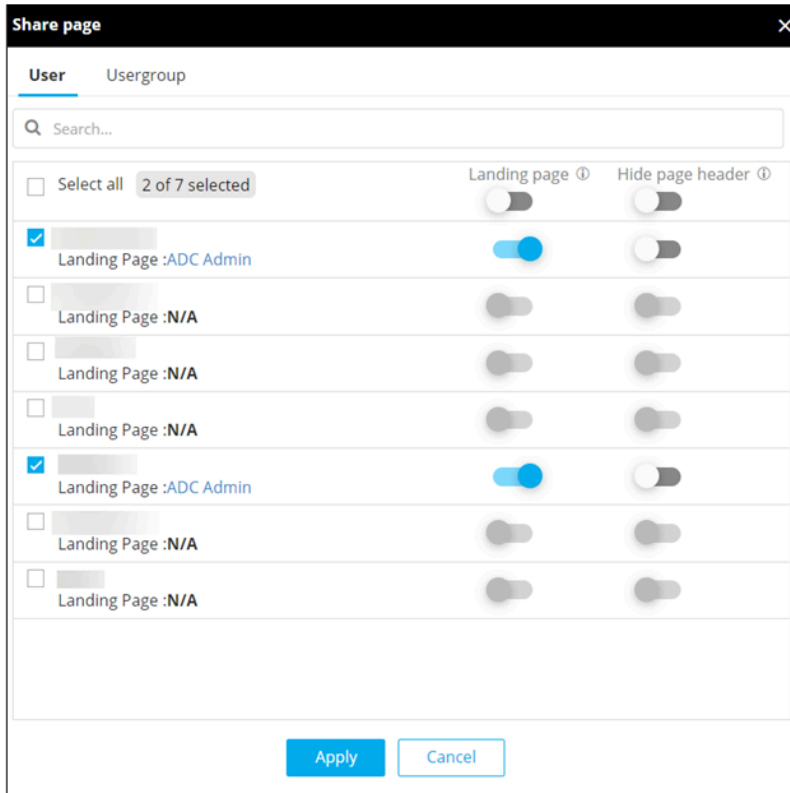 Share page
User Usergroup
Search...
Select all 2 of 7 selected Landing page Hide page header
Landing Page :ADC Admin
Landing Page :N/A
Landing Page :N/A
Landing Page :N/A
Landing Page :ADC Admin
Landing Page :N/A
Landing Page :N/A
Apply Cancel